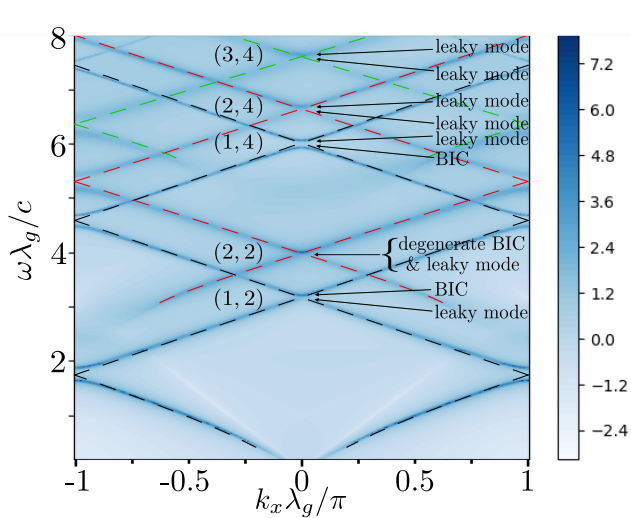 8
6
4
2
ωλg/c
(3,4)
(2,4)
(1,4)
(2,2)
(1,2)
leaky mode
leaky mode
leaky mode
leaky mode
leaky mode
BIC
degenerate BIC
& leaky mode
BIC
leaky mode
-1
-0.5
0
0.5
1
kxλg/π
7.2
6.0
4.8
3.6
2.4
1.2
0.0
−1.2
−2.4